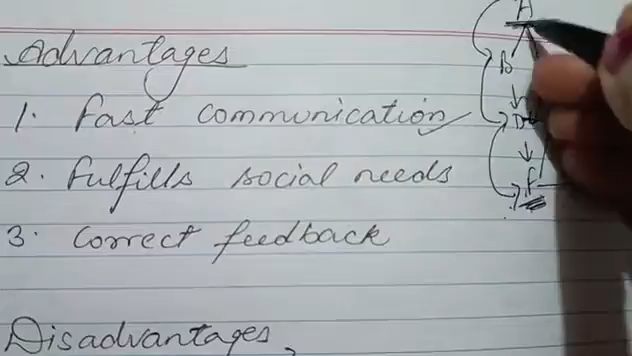 Advantages
1. Fast communication
2. Fulfills social needs
3. Correct feedback
Disadvantages
A
B
D
F